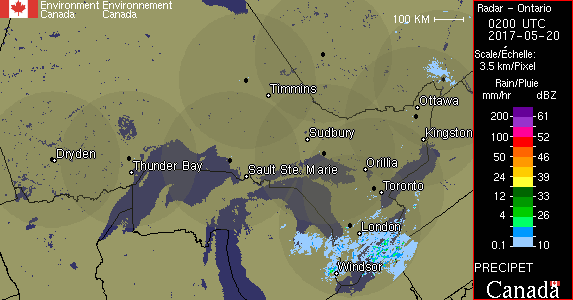 Environment Environnement
Canada Canada
100 KM
Timmins
Ottawa
Sudbury
Kingston
Dryden
Thunder Bay
Sault Ste. Marie
Orillia
Toronto
London
Windsor
Radar - Ontario
0200 UTC
2017-05-20
Scale/Échelle:
3.5 km/Pixel
Rain/Pluie
mm/hr dBZ
200 61
100 52
50 46
24 39
12 33
4 26
0.1 10
PRECIPET
Canada